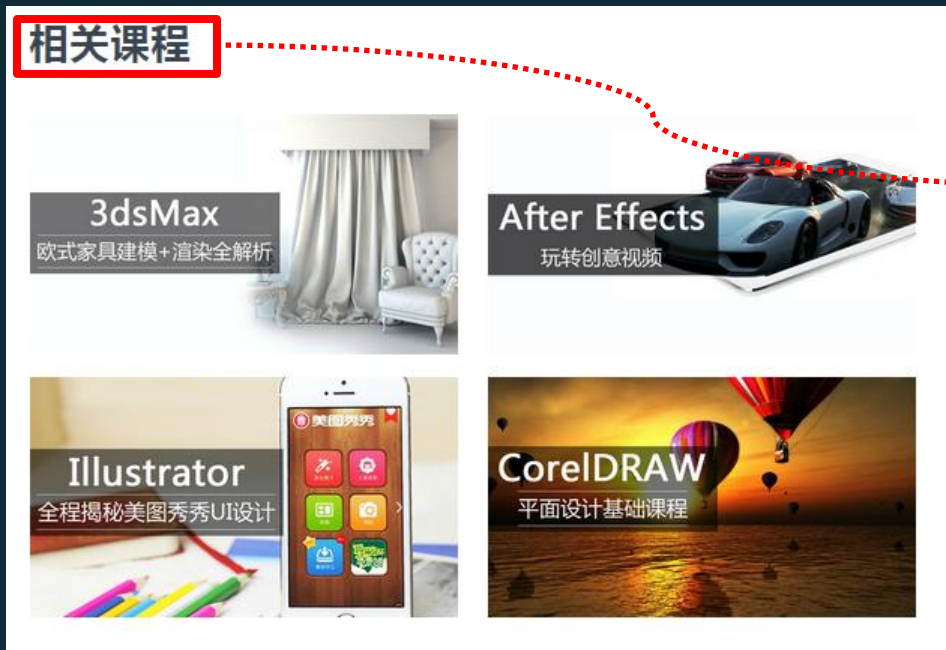 相关课程
3dsMax
欧式家具建模+渲染全解析
After Effects
玩转创意视频
Illustrator
全程揭秘美图秀秀UI设计
秀 美图秀秀
CorelDRAW
平面设计基础课程